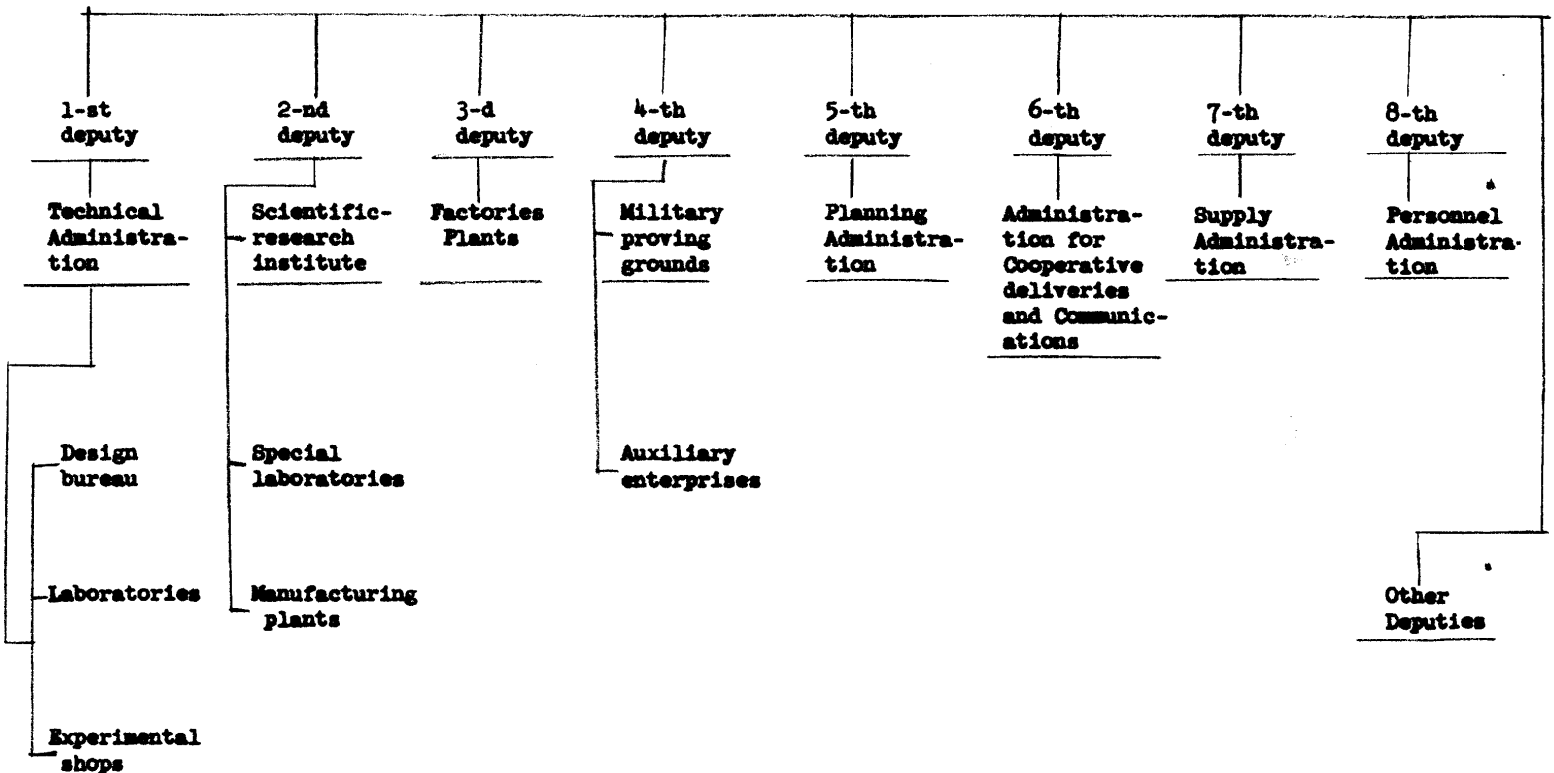 1-st
deputy
2-nd
deputy
3-d
deputy
4-th
deputy
5-th
deputy
6-th
deputy
7-th
deputy
8-th
deputy
Technical
Administra-
tion
Scientific-
research
institute
Factories
Plants
Military
proving
grounds
Planning
Administra-
tion
Administra-
tion for
Cooperative
deliveries
and Communic-
ations
Supply
Administra-
tion
Personnel
Administra-
tion
Design
bureau
Special
laboratories
Auxiliary
enterprises
Laboratories
Manufacturing
plants
Other
Deputies
Experimental
shops